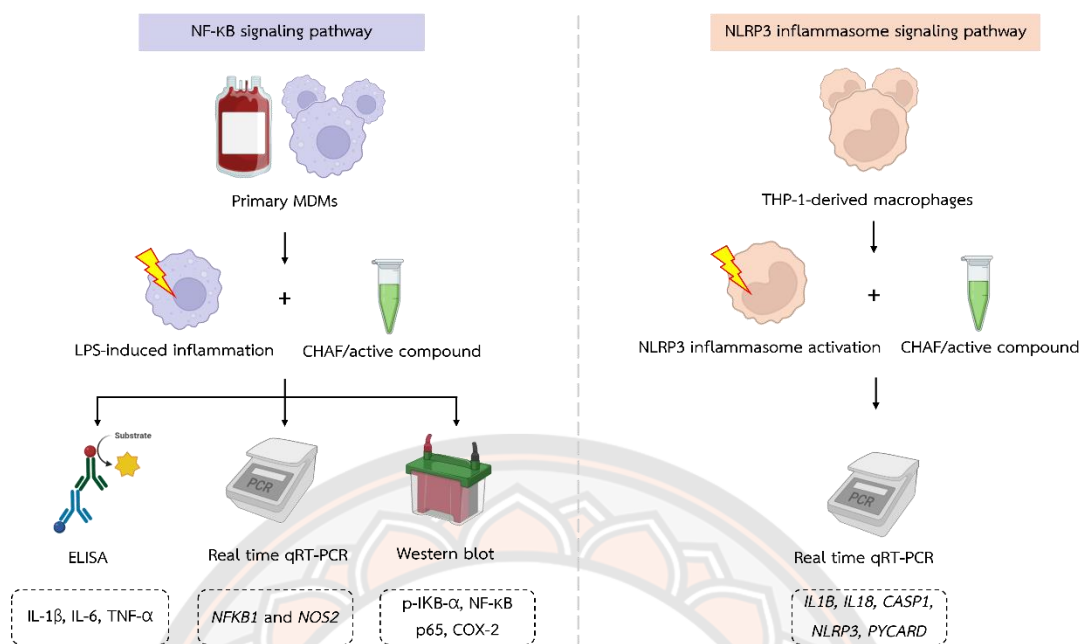 NF-κB signaling pathway
NLRP3 inflammasome signaling pathway
Primary MDMs
THP-1-derived macrophages
+
+
LPS-induced inflammation
CHAF/active compound
NLRP3 inflammasome activation
CHAF/active compound
Substrate
PCR
PCR
ELISA
Real time qRT-PCR
Western blot
Real time qRT-PCR
IL-1β, IL-6, TNF-α
NFKB1 and NOS2
p-IKB-α, NF-κB
p65, COX-2
IL1B, IL18, CASP1,
NLRP3, PYCARD